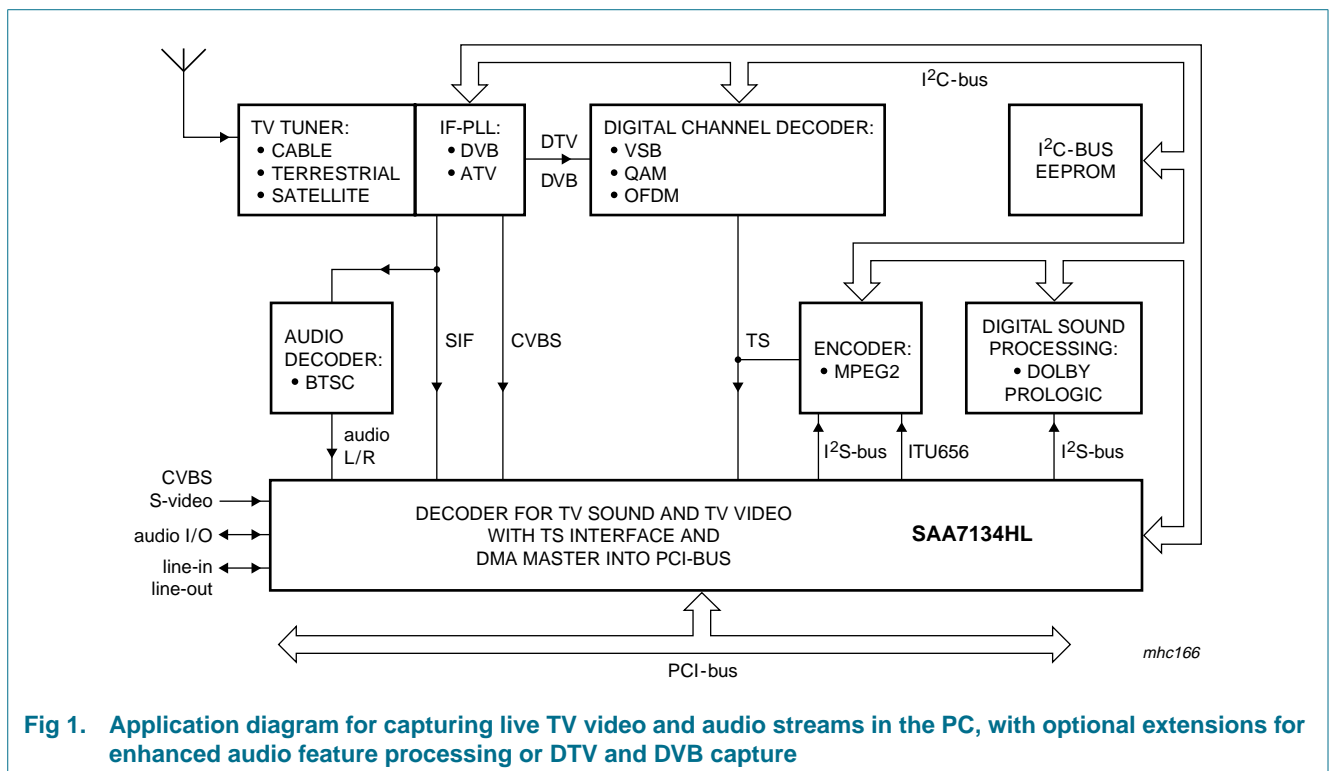 I²C-bus
TV TUNER:
• CABLE
• TERRESTRIAL
• SATELLITE
IF-PLL:
• DVB
• ATV
DTV
DVB
DIGITAL CHANNEL DECODER:
• VSB
• QAM
• OFDM
I²C-BUS
EEPROM
AUDIO
DECODER:
• BTSC
SIF
CVBS
TS
ENCODER:
• MPEG2
DIGITAL SOUND
PROCESSING:
• DOLBY
PROLOGIC
audio
L/R
I²S-bus
ITU656
I²S-bus
CVBS
S-video
audio I/O
line-in
line-out
DECODER FOR TV SOUND AND TV VIDEO
WITH TS INTERFACE AND
DMA MASTER INTO PCI-BUS
SAA7134HL
PCI-bus
mhc166
Fig 1. Application diagram for capturing live TV video and audio streams in the PC, with optional extensions for
enhanced audio feature processing or DTV and DVB capture